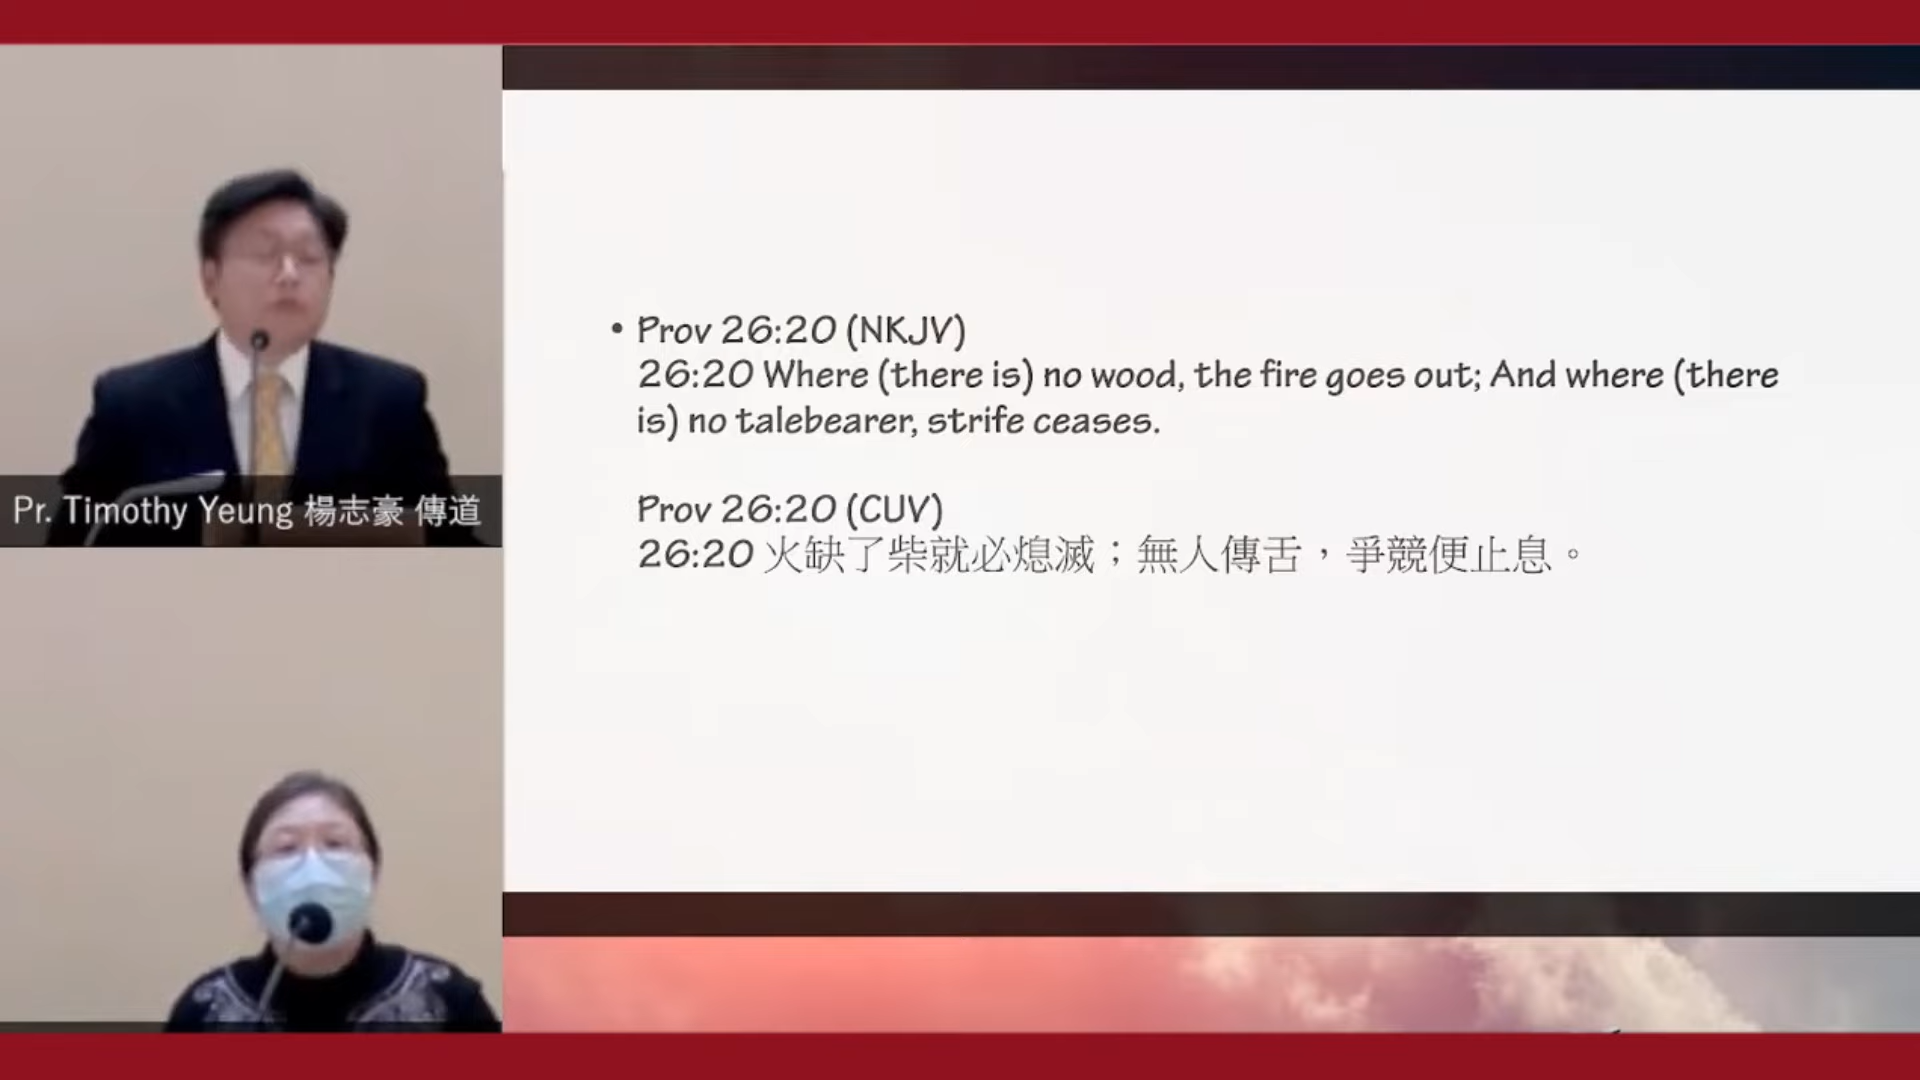 Pr. Timothy Yeung 楊志豪 傳道
• Prov 26:20 (NKJV)
26:20 Where (there is) no wood, the fire goes out; And where (there
is) no talebearer, strife ceases.
Prov 26:20 (CUV)
26:20 火缺了柴就必熄滅；無人傳舌，爭競便止息。